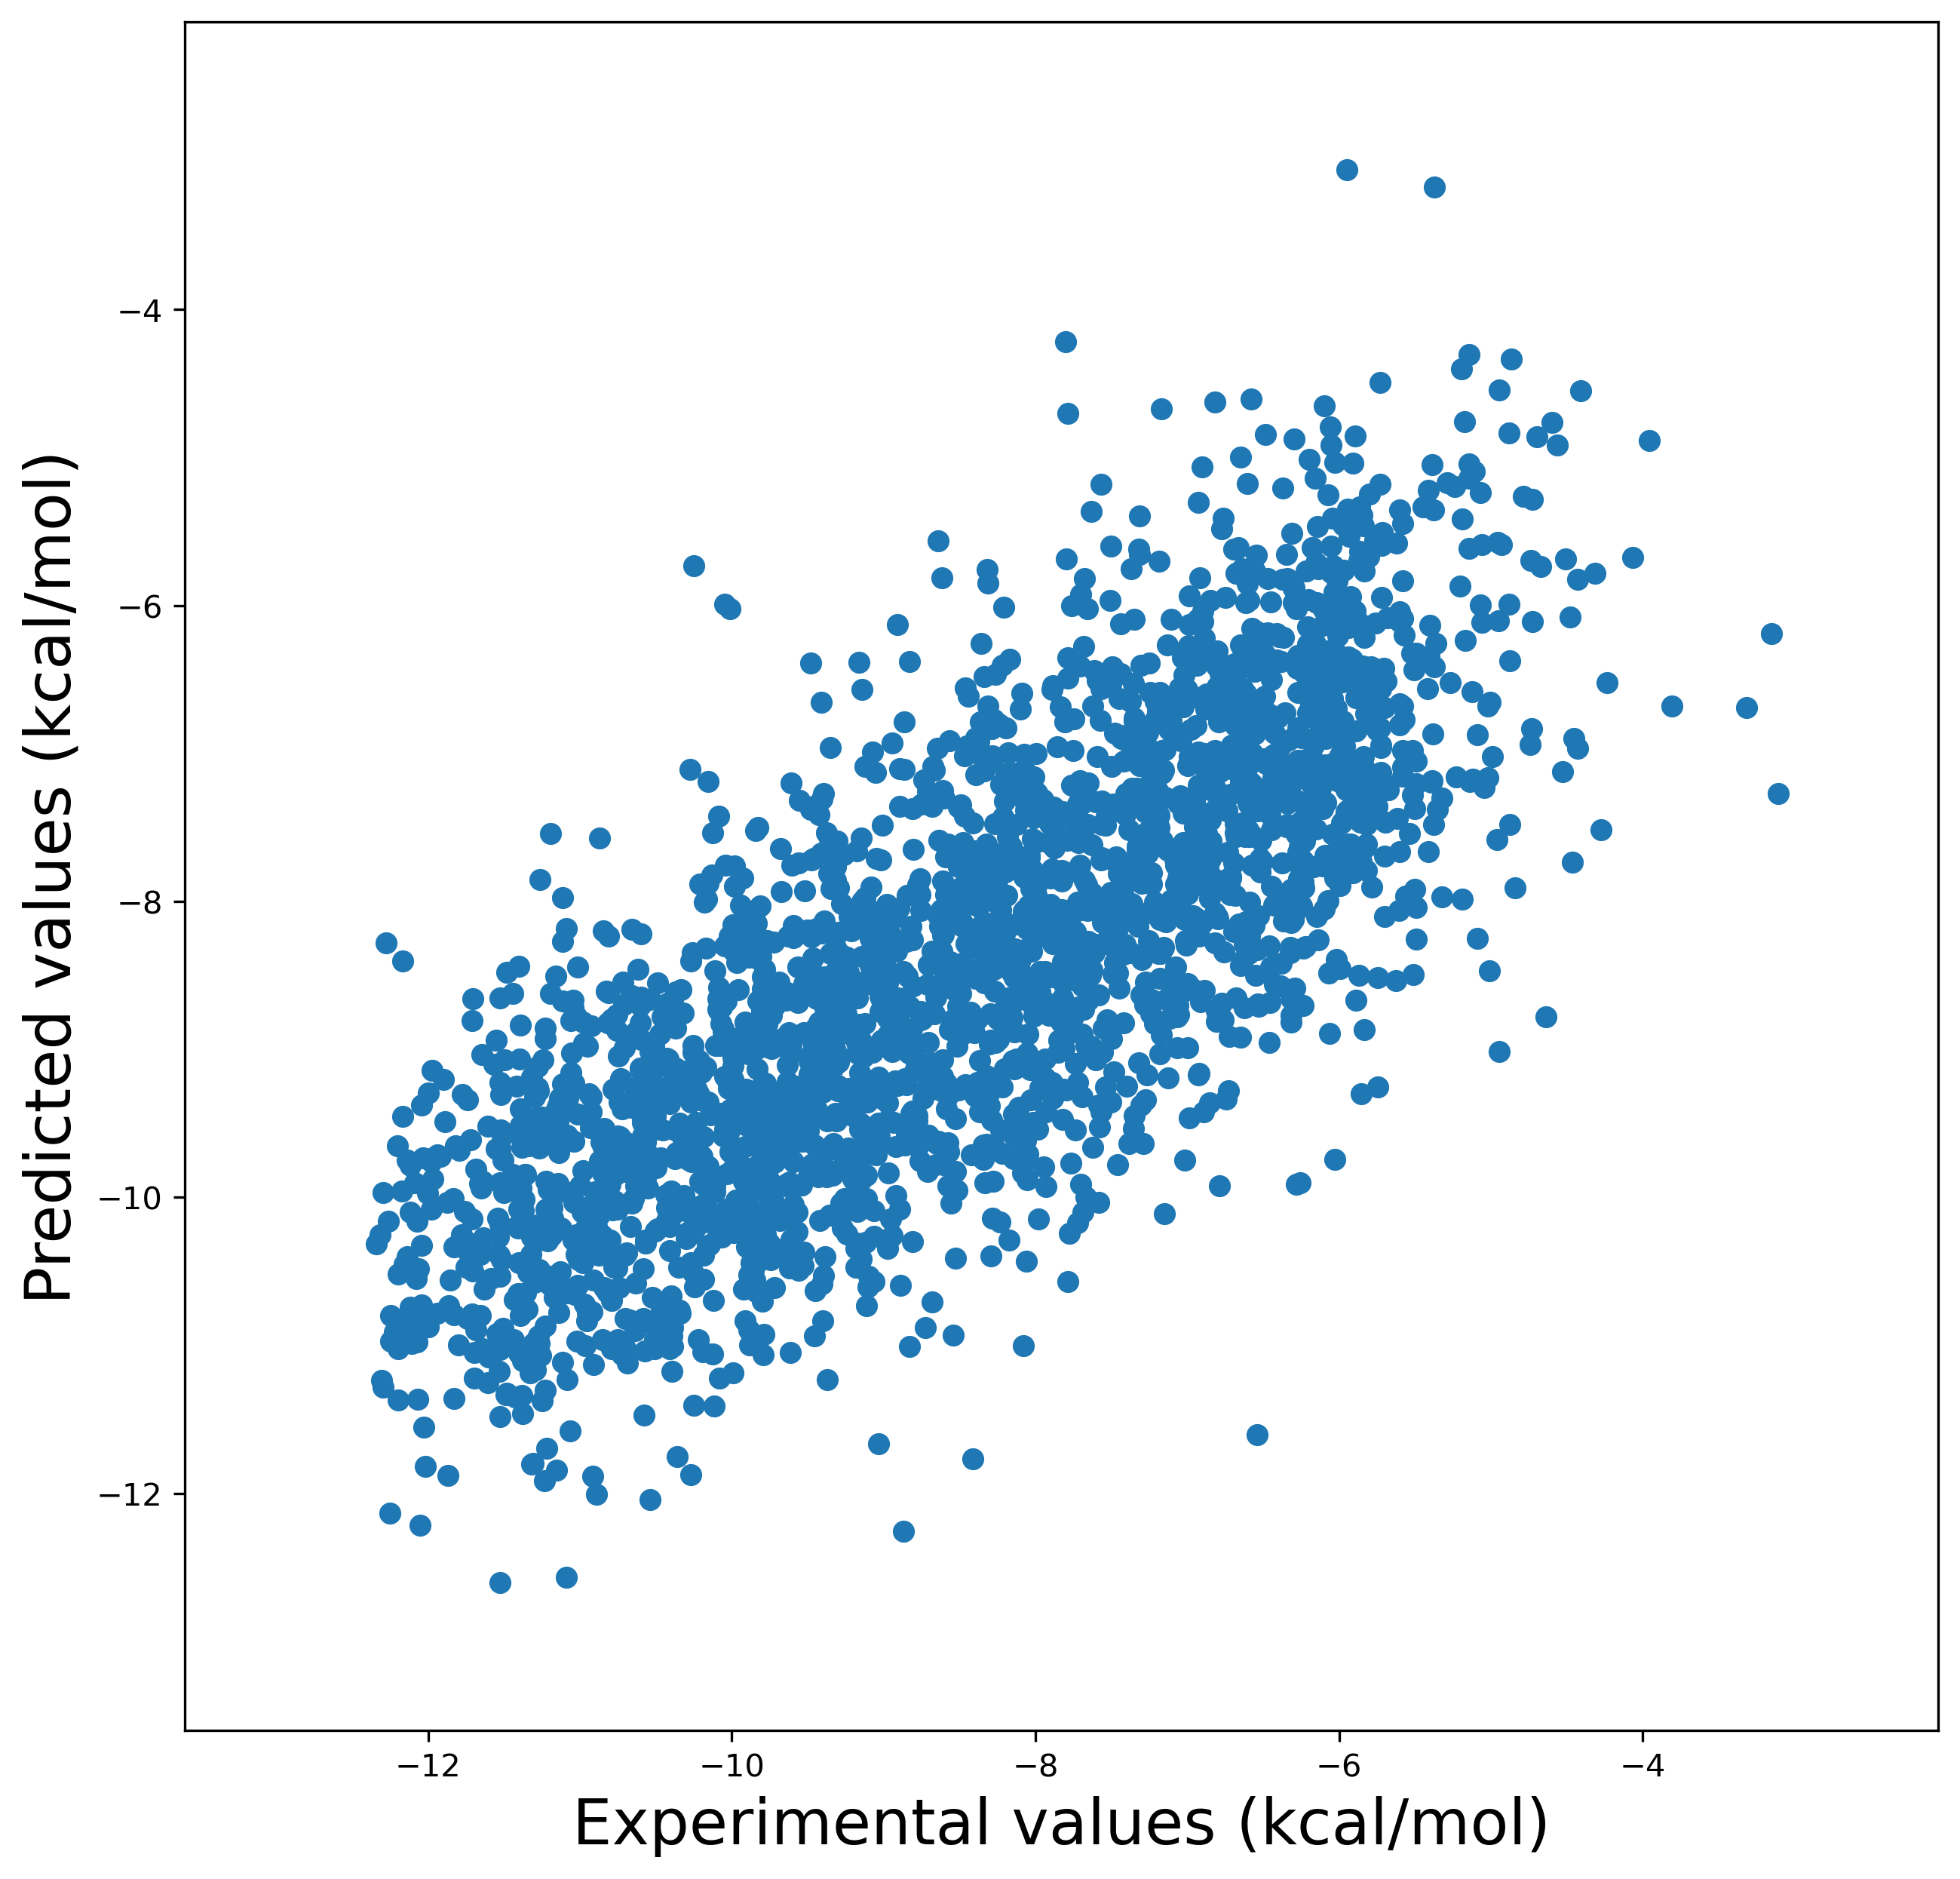 Predicted values (kcal/mol)
−4
−6
−8
−10
−12
−12 −10 −8 −6 −4
Experimental values (kcal/mol)